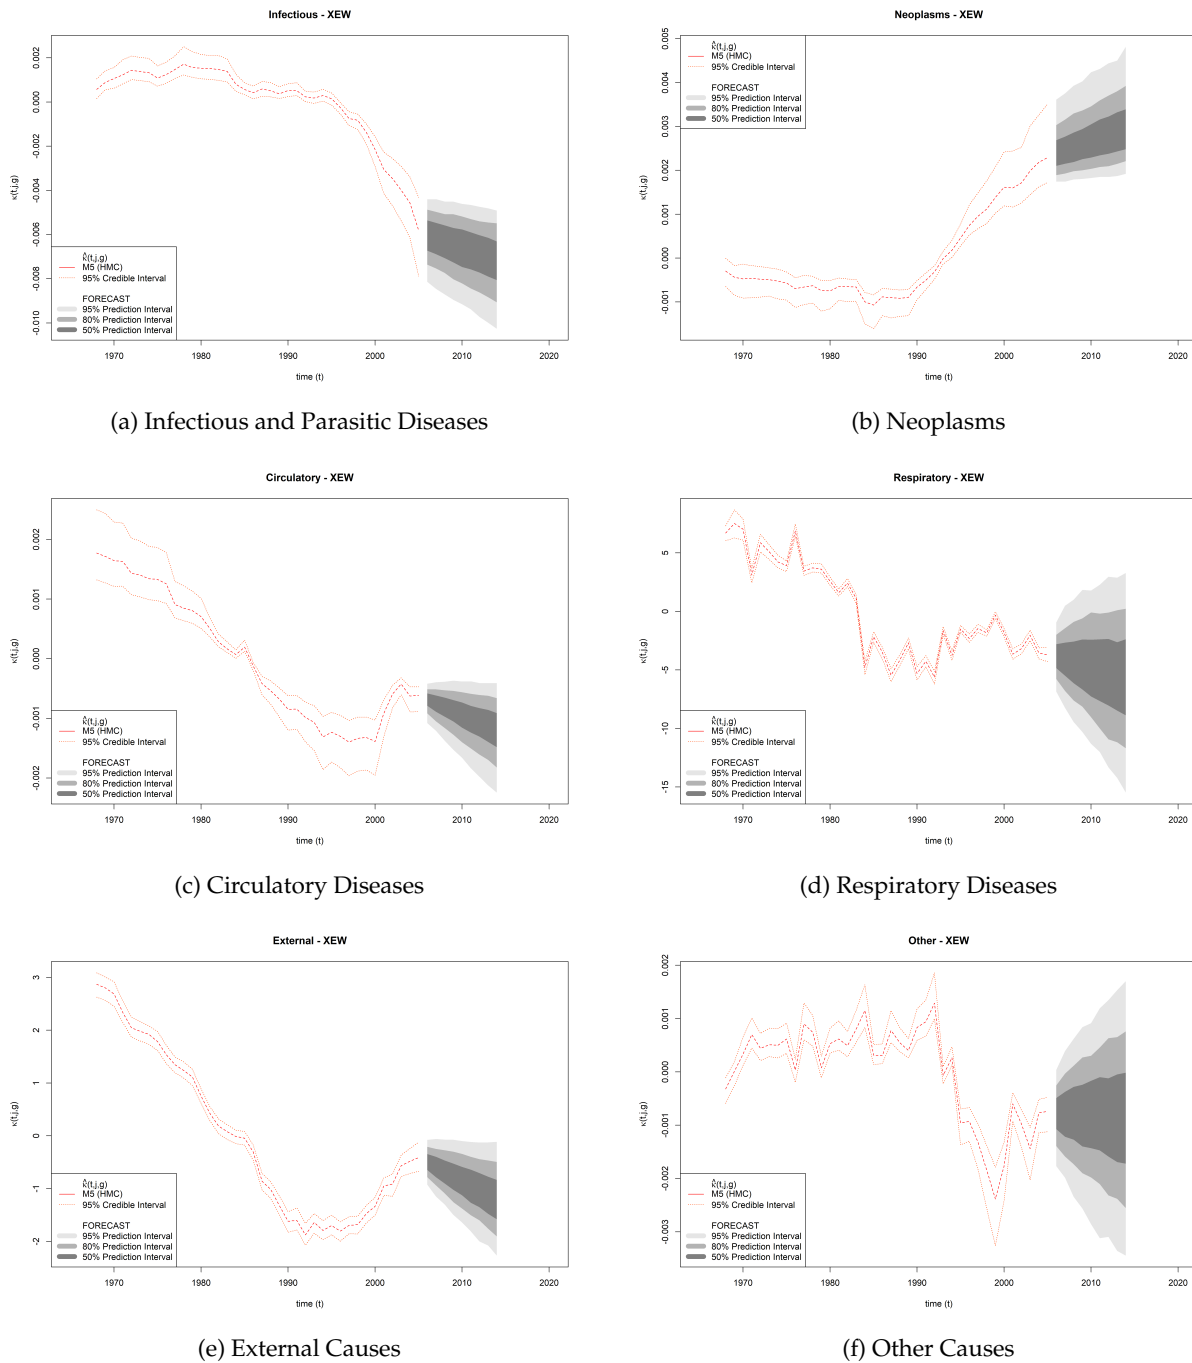 Infectious - XEW
κ(t,j,g)
0.002
0.000
-0.002
-0.004
-0.006
-0.008
-0.010
κ̂(t,j,g)
M5 (HMC)
95% Credible Interval
FORECAST
95% Prediction Interval
80% Prediction Interval
50% Prediction Interval
1970 1980 1990 2000 2010 2020
time (t)
(a) Infectious and Parasitic Diseases
Neoplasms - XEW
κ(t,j,g)
0.005
0.004
0.003
0.002
0.001
0.000
-0.001
κ̂(t,j,g)
M5 (HMC)
95% Credible Interval
FORECAST
95% Prediction Interval
80% Prediction Interval
50% Prediction Interval
1970 1980 1990 2000 2010 2020
time (t)
(b) Neoplasms
Circulatory - XEW
κ(t,j,g)
0.002
0.001
0.000
-0.001
-0.002
κ̂(t,j,g)
M5 (HMC)
95% Credible Interval
FORECAST
95% Prediction Interval
80% Prediction Interval
50% Prediction Interval
1970 1980 1990 2000 2010 2020
time (t)
(c) Circulatory Diseases
Respiratory - XEW
κ(t,j,g)
5
0
-5
-10
-15
κ̂(t,j,g)
M5 (HMC)
95% Credible Interval
FORECAST
95% Prediction Interval
80% Prediction Interval
50% Prediction Interval
1970 1980 1990 2000 2010 2020
time (t)
(d) Respiratory Diseases
External - XEW
κ(t,j,g)
3
2
1
0
-1
-2
κ̂(t,j,g)
M5 (HMC)
95% Credible Interval
FORECAST
95% Prediction Interval
80% Prediction Interval
50% Prediction Interval
1970 1980 1990 2000 2010 2020
time (t)
(e) External Causes
Other - XEW
κ(t,j,g)
0.002
0.001
0.000
-0.001
-0.002
-0.003
κ̂(t,j,g)
M5 (HMC)
95% Credible Interval
FORECAST
95% Prediction Interval
80% Prediction Interval
50% Prediction Interval
1970 1980 1990 2000 2010 2020
time (t)
(f) Other Causes